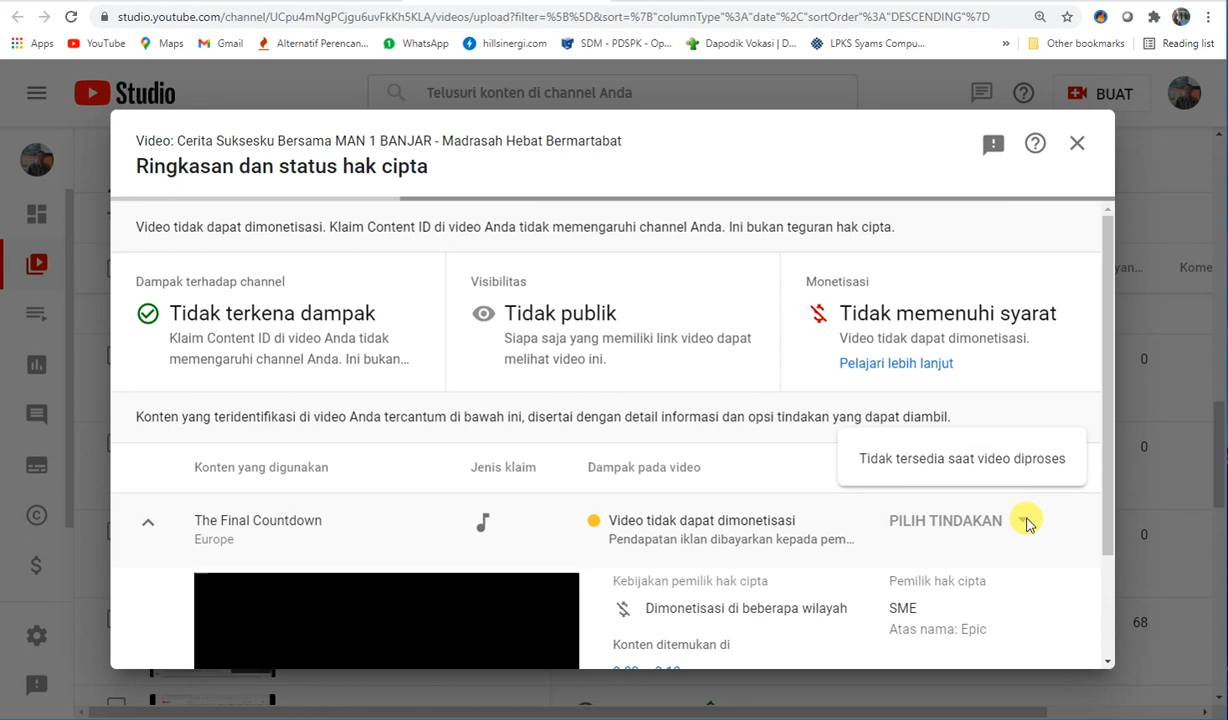 studio.youtube.com/channel/UCpu4mNgPCjgu6uvFkKh5KLA/videos/upload?filter=%5B%5D&sort=%7B"columnType"%3A"date"%2C"sortOrder"%3A"DESCENDING"%7D
Apps YouTube Maps Gmail Alternatif Perencan... WhatsApp hillsinergi.com SDM - PDSPK - Op... Dapodik Vokasi | D... LPKS Syams Compu... » Other bookmarks Reading list
Studio Telusuri konten di channel Anda BUAT
Video: Cerita Suksesku Bersama MAN 1 BANJAR - Madrasah Hebat Bermartabat
Ringkasan dan status hak cipta
Video tidak dapat dimonetisasi. Klaim Content ID di video Anda tidak memengaruhi channel Anda. Ini bukan teguran hak cipta.
Dampak terhadap channel Visibilitas Monetisasi
Tidak terkena dampak Tidak publik Tidak memenuhi syarat
Klaim Content ID di video Anda tidak Siapa saja yang memiliki link video dapat Video tidak dapat dimonetisasi.
memengaruhi channel Anda. Ini bukan... melihat video ini. Pelajari lebih lanjut
yan... Kome
Konten yang teridentifikasi di video Anda tercantum di bawah ini, disertai dengan detail informasi dan opsi tindakan yang dapat diambil.
0
Tidak tersedia saat video diproses
0
Konten yang digunakan Jenis klaim Dampak pada video
The Final Countdown Video tidak dapat dimonetisasi PILIH TINDAKAN
Europe Pendapatan iklan dibayarkan kepada pem...
0
Kebijakan pemilik hak cipta Pemilik hak cipta
Dimonetisasi di beberapa wilayah SME
68
Atas nama: Epic
Konten ditemukan di